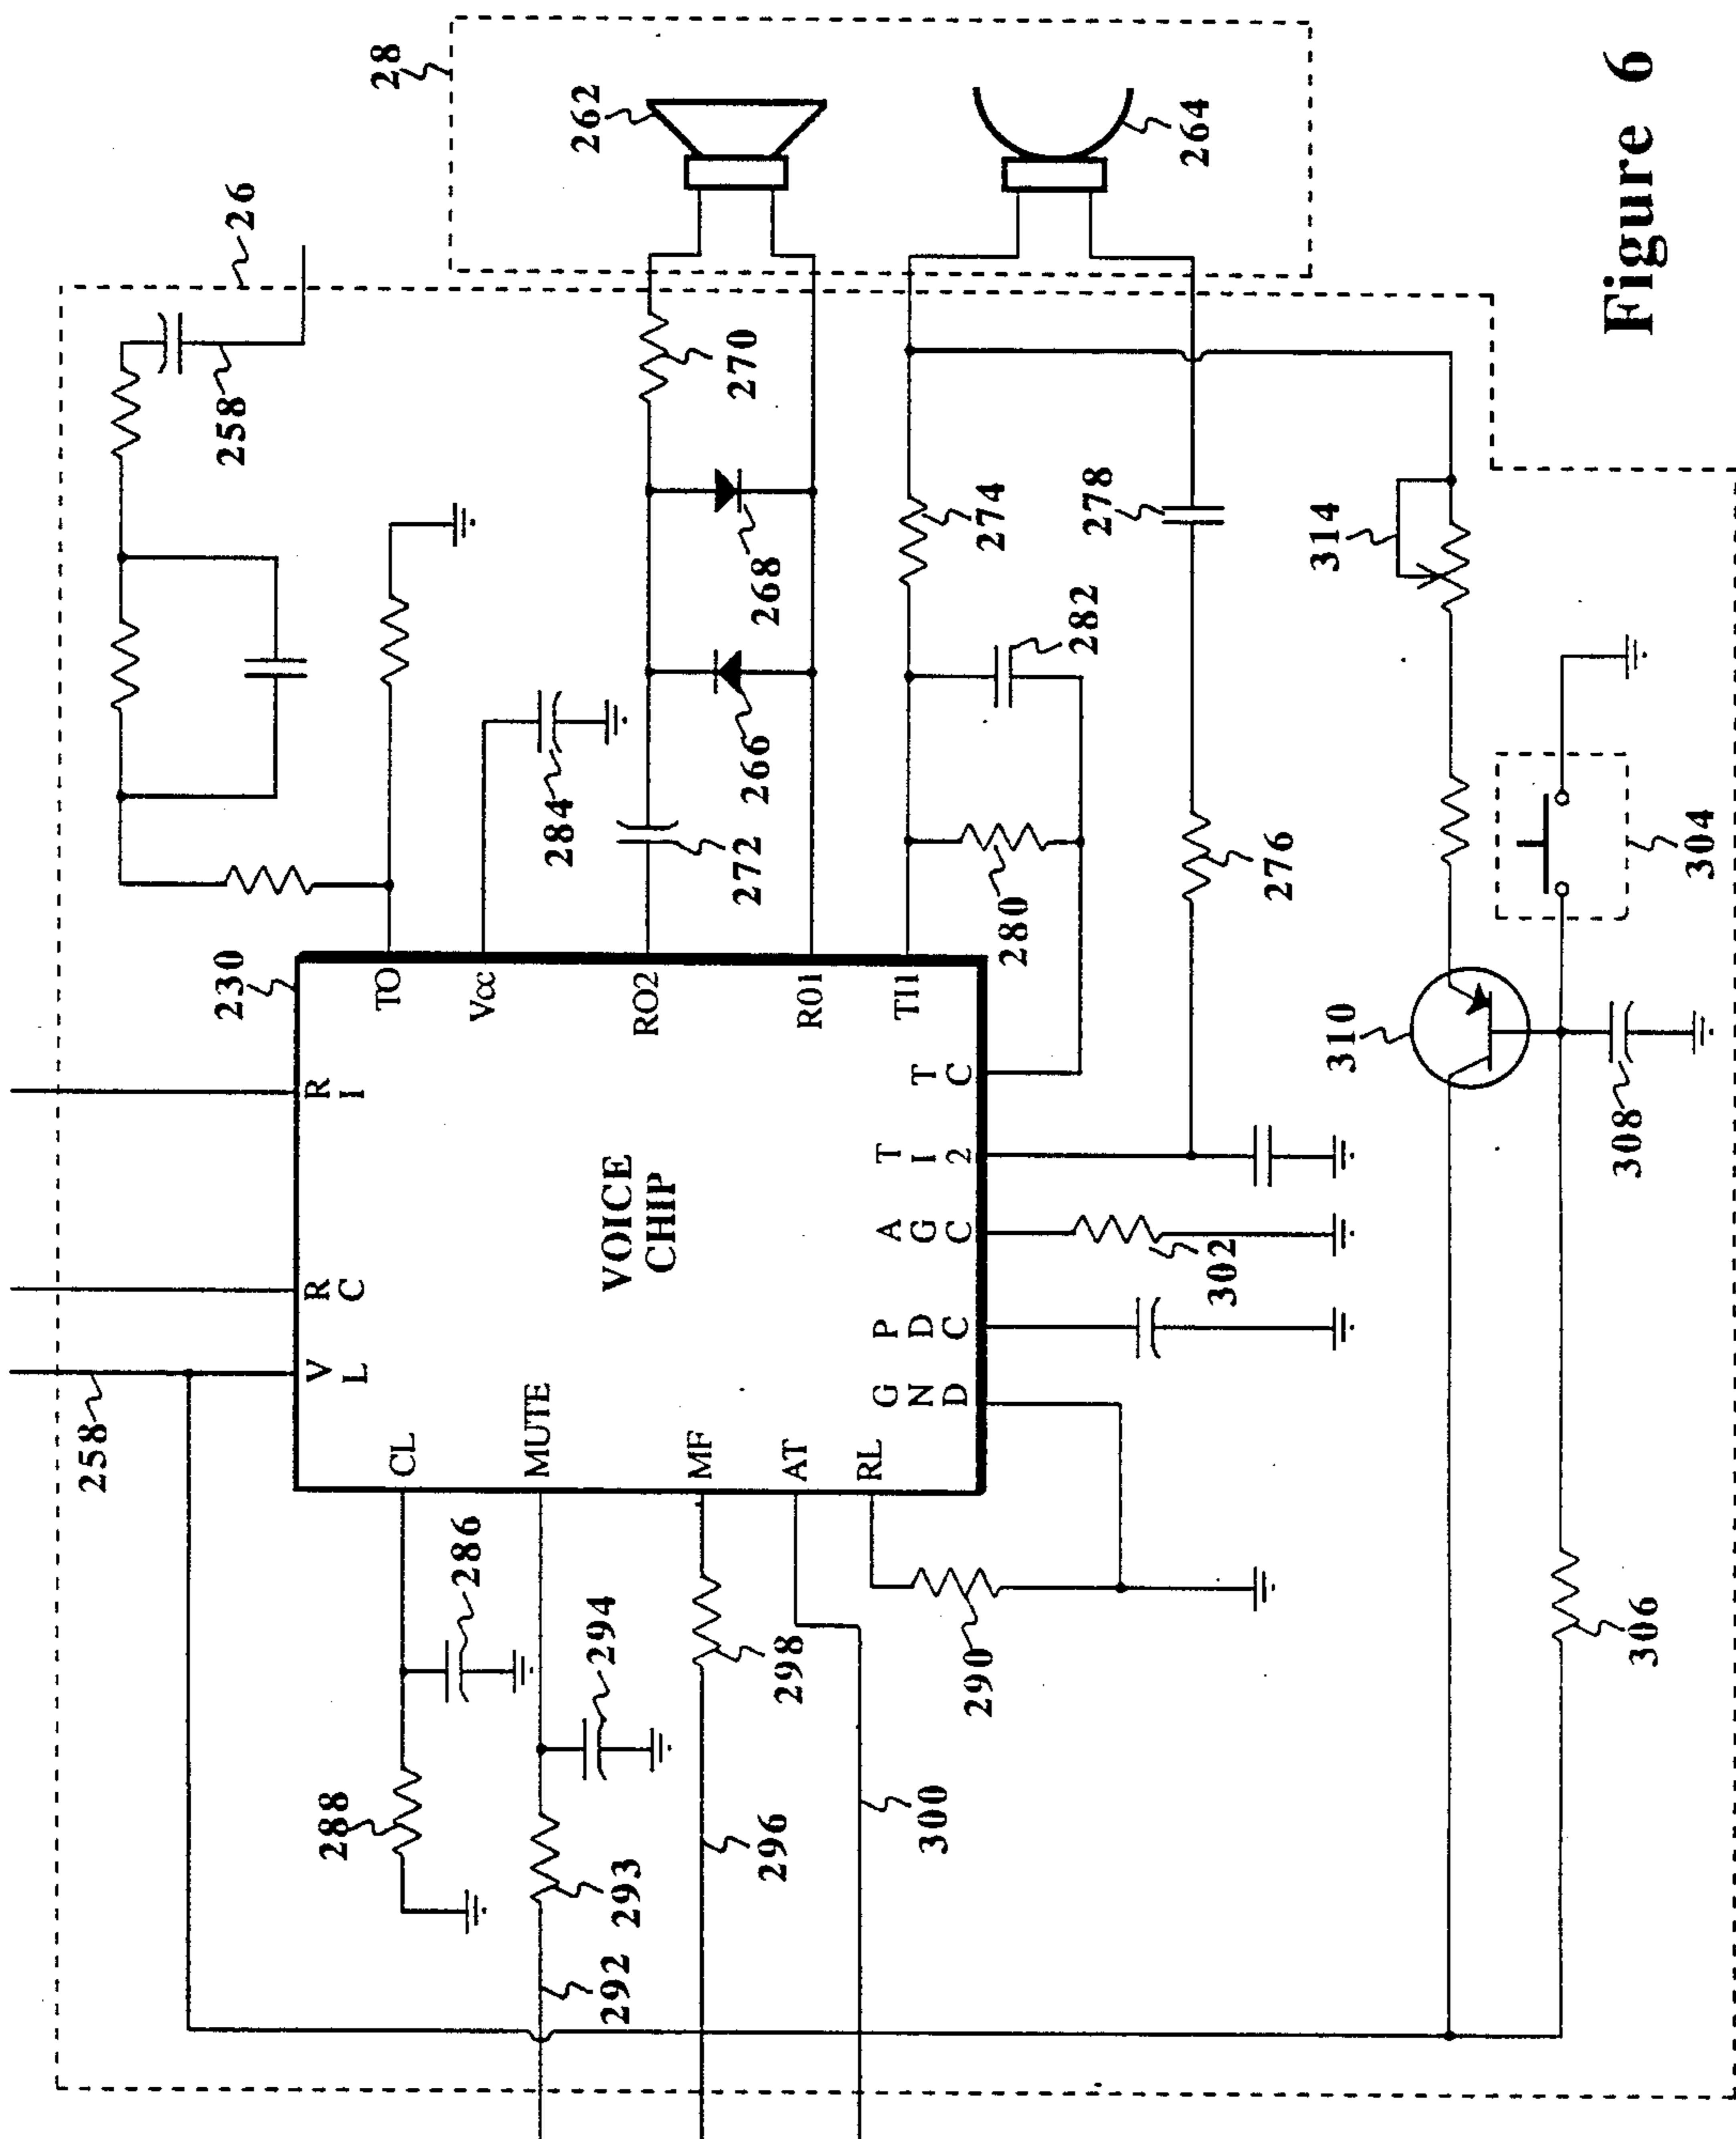 258
V
L
R
C
R
I
230
258
26
28
288
CL
TO
286
Vcc
292
293
294
MUTE
VOICE
CHIP
284
262
RO2
296
298
MF
272
266
268
270
300
AT
R01
290
RL
G
N
D
P
D
C
A
G
C
T
I
2
T
C
TI1
280
282
274
278
264
302
276
310
314
306
308
304
Figure 6